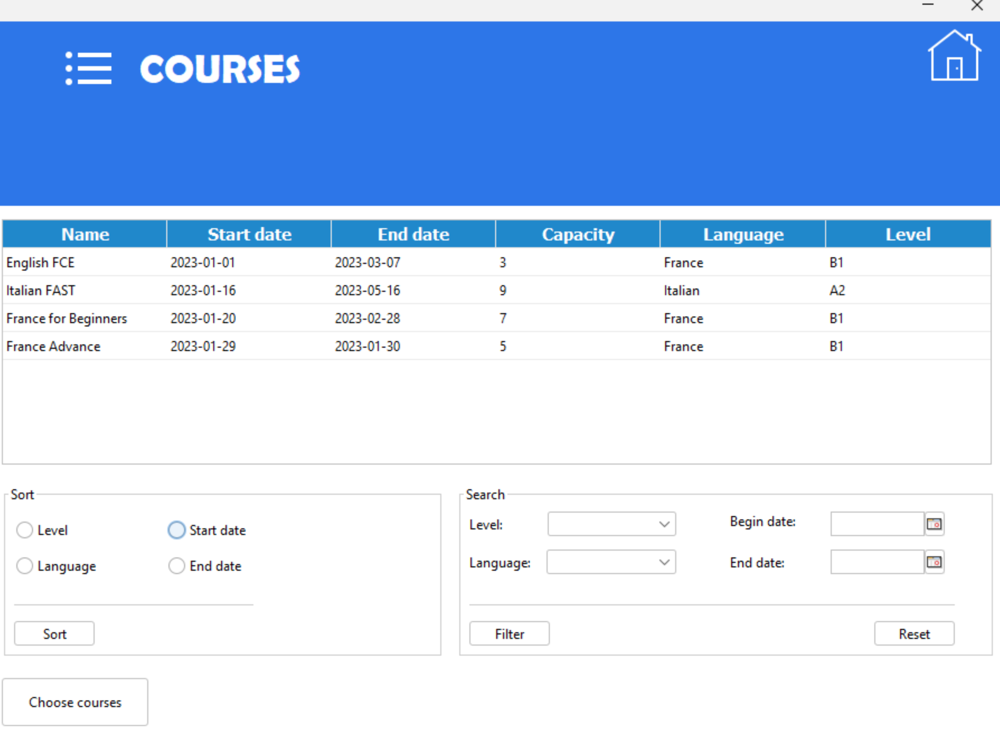 COURSES
Name Start date End date Capacity Language Level
English FCE 2023-01-01 2023-03-07 3 France B1
Italian FAST 2023-01-16 2023-05-16 9 Italian A2
France for Beginners 2023-01-20 2023-02-28 7 France B1
France Advance 2023-01-29 2023-01-30 5 France B1
Sort
Level Start date
Language End date
Sort
Search
Level: Begin date:
Language: End date:
Filter Reset
Choose courses